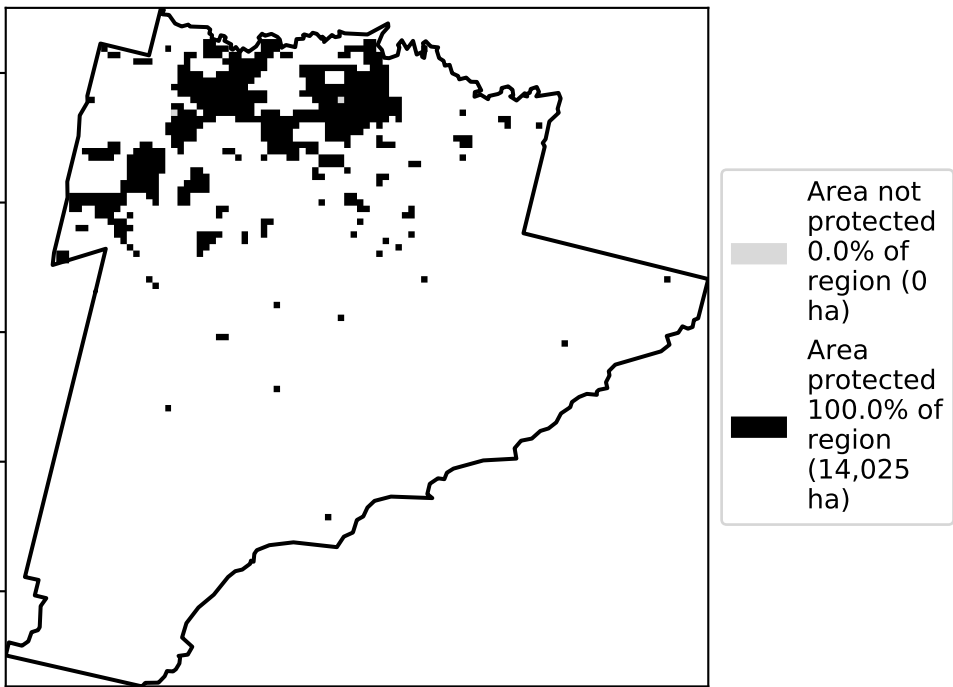 Area not
protected
0.0% of
region (0
ha)
Area
protected
100.0% of
region
(14,025
ha)